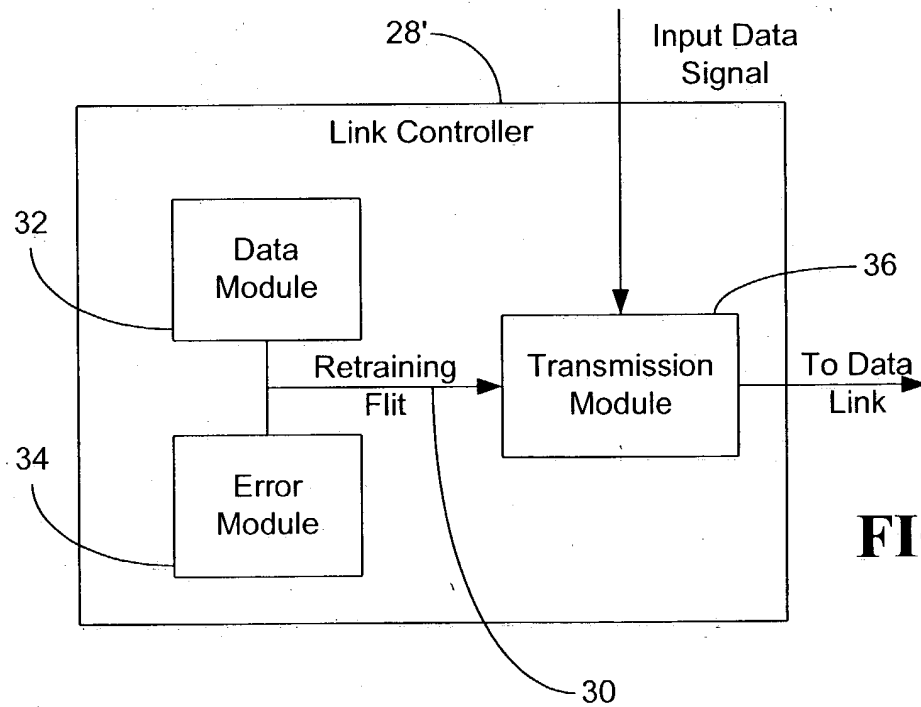 28'
Input Data
Signal
Link Controller
32
Data
Module
36
Retraining
Flit
Transmission
Module
To Data
Link
34
Error
Module
FI
30